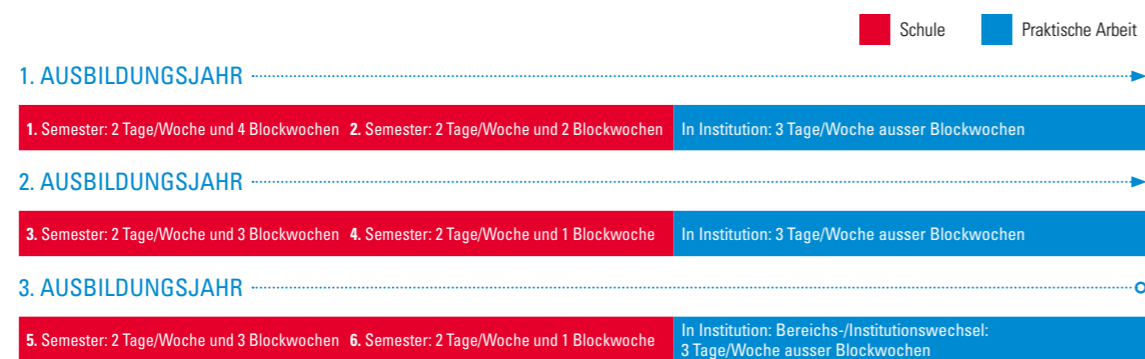 Schule Praktische Arbeit
1. AUSBILDUNGSJAHR
1. Semester: 2 Tage/Woche und 4 Blockwochen 2. Semester: 2 Tage/Woche und 2 Blockwochen In Institution: 3 Tage/Woche ausser Blockwochen
2. AUSBILDUNGSJAHR
3. Semester: 2 Tage/Woche und 3 Blockwochen 4. Semester: 2 Tage/Woche und 1 Blockwoche In Institution: 3 Tage/Woche ausser Blockwochen
3. AUSBILDUNGSJAHR
5. Semester: 2 Tage/Woche und 3 Blockwochen 6. Semester: 2 Tage/Woche und 1 Blockwoche
In Institution: Bereichs-/Institutionswechsel:
3 Tage/Woche ausser Blockwochen